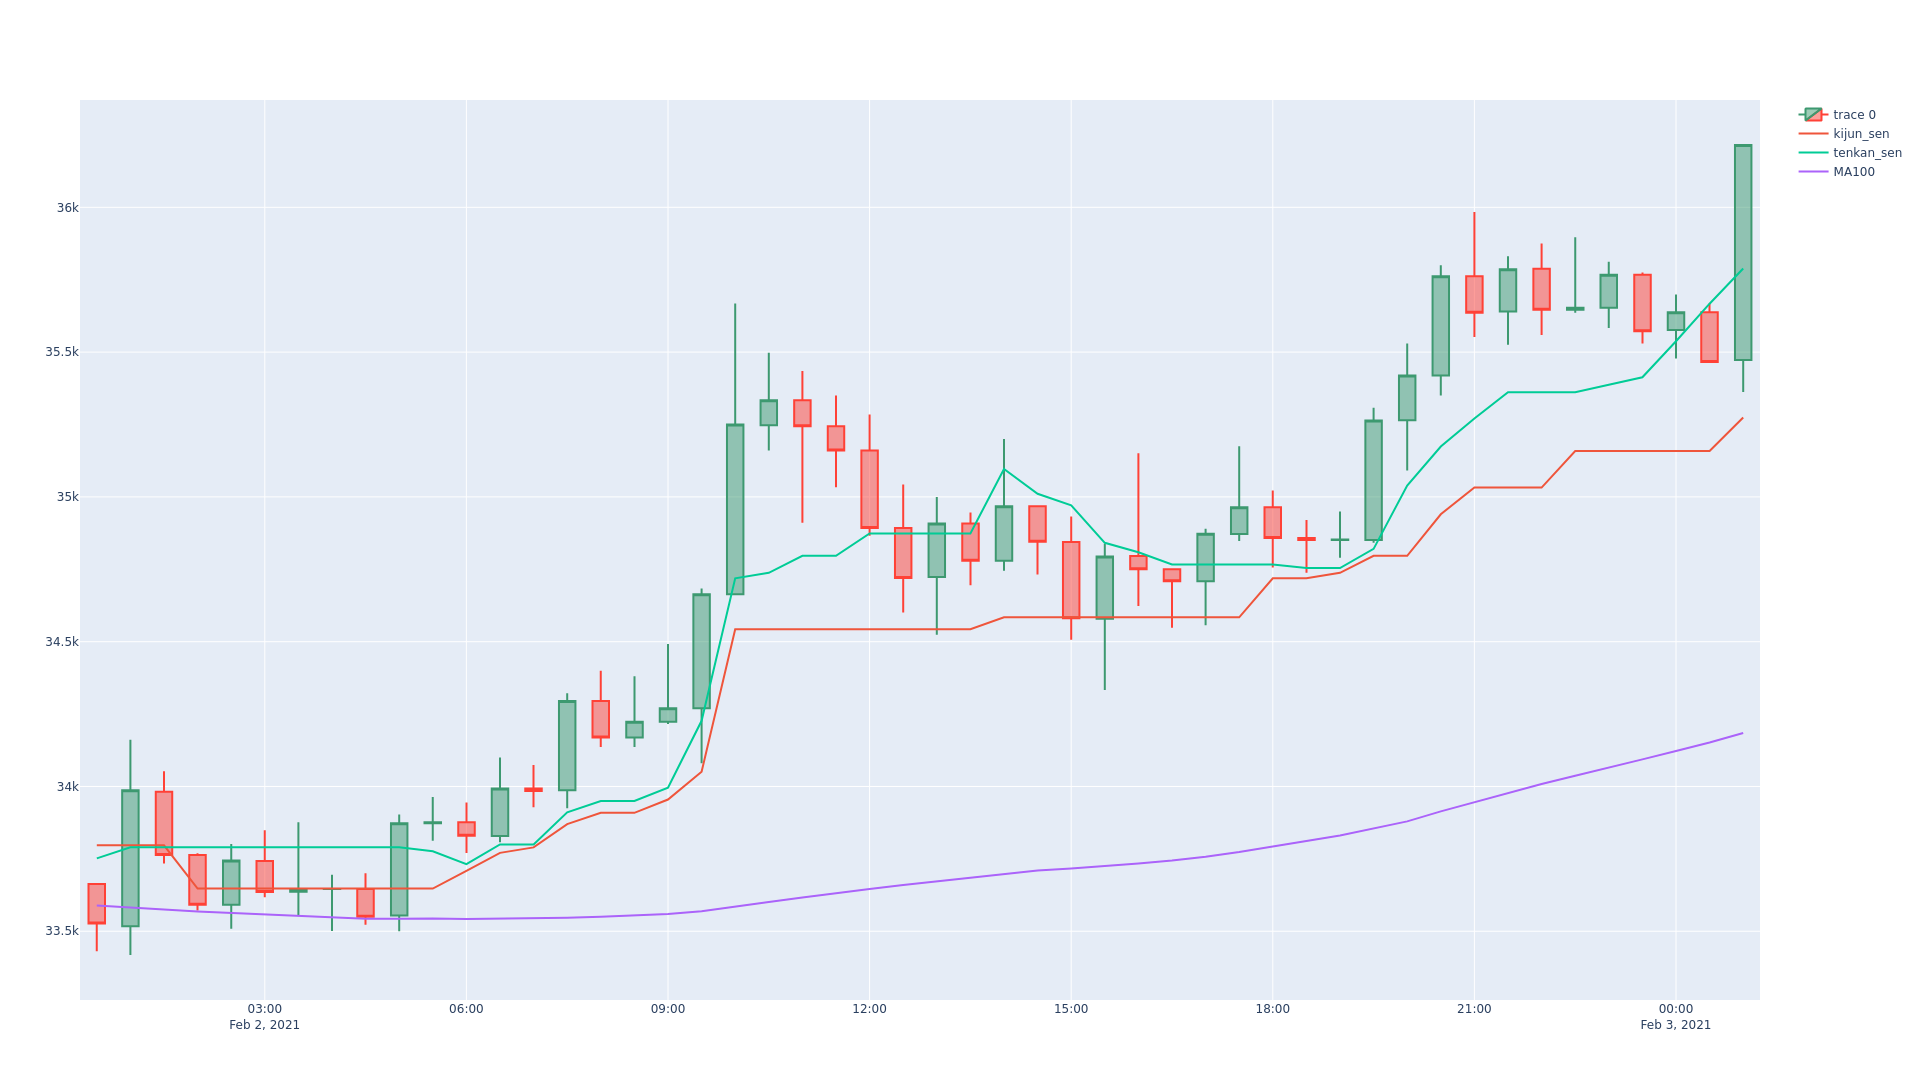 trace 0
kijun_sen
tenkan_sen
MA100
36k
35.5k
35k
34.5k
34k
33.5k
03:00 06:00 09:00 12:00 15:00 18:00 21:00 00:00
Feb 2, 2021 Feb 3, 2021